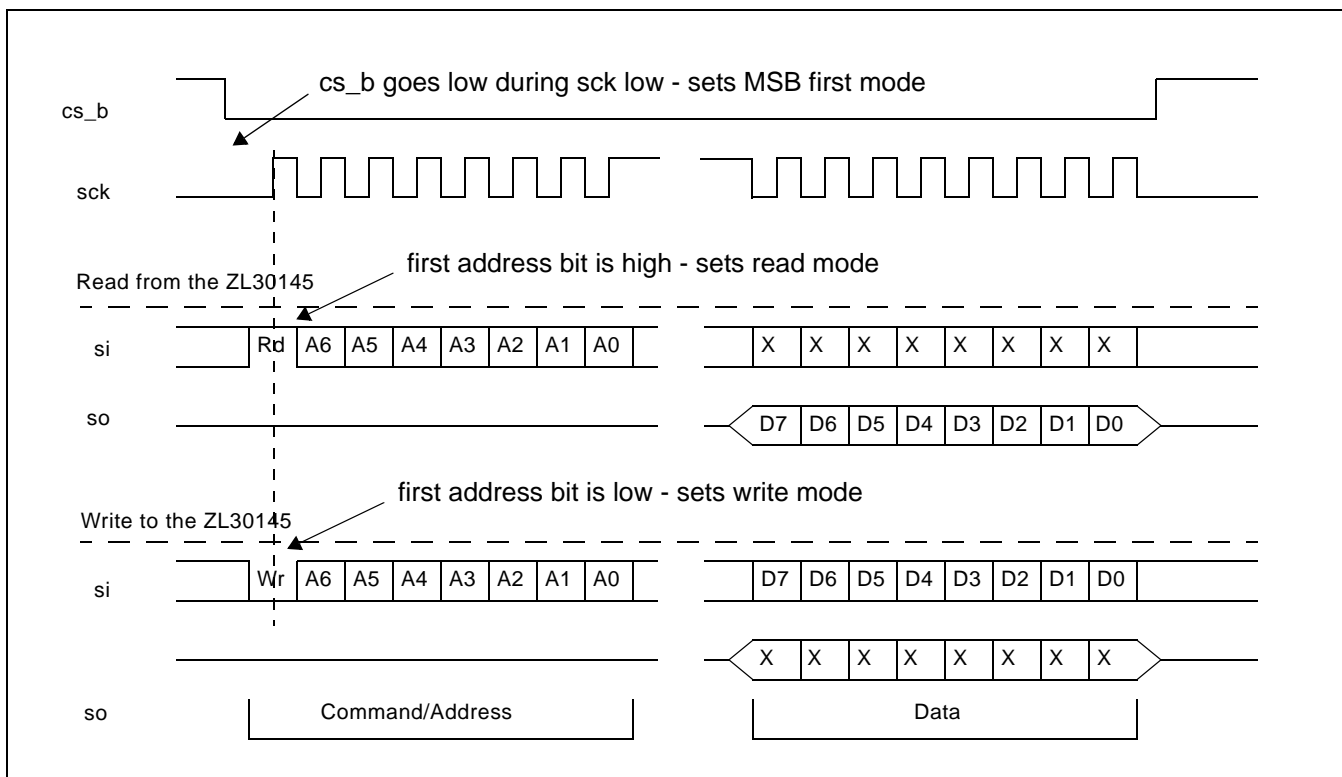 cs_b goes low during sck low - sets MSB first mode
cs_b
sck
first address bit is high - sets read mode
Read from the ZL30145
si Rd A6 A5 A4 A3 A2 A1 A0 X X X X X X X X
so D7 D6 D5 D4 D3 D2 D1 D0
first address bit is low - sets write mode
Write to the ZL30145
si Wr A6 A5 A4 A3 A2 A1 A0 D7 D6 D5 D4 D3 D2 D1 D0
X X X X X X X X
so Command/Address Data